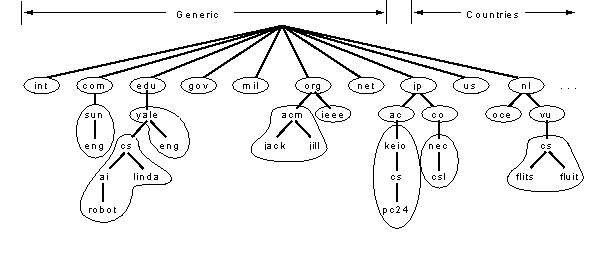 Generic Countries
int com edu gov mil org net jp us nl ...
sun yale acm ieee ac co oce vu
eng cs eng jack jill keio nec cs
ai linda cs csl flits fluit
robot pc24